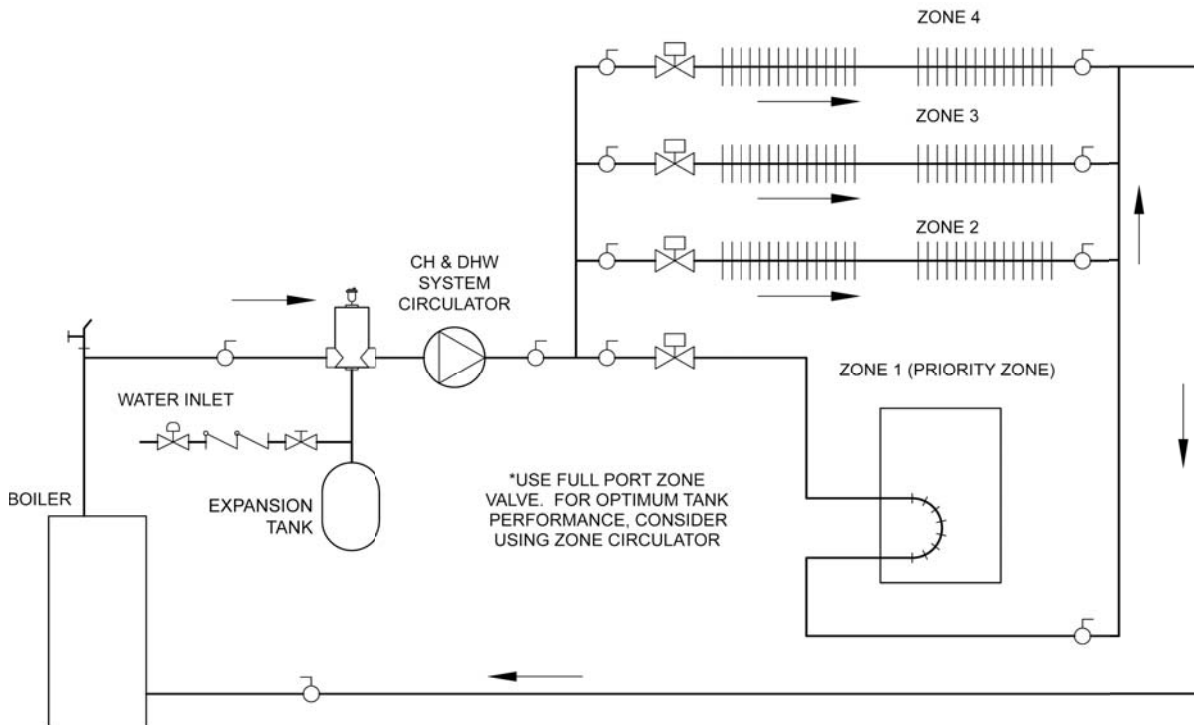 ZONE 4
ZONE 3
ZONE 2
CH & DHW
SYSTEM
CIRCULATOR
ZONE 1 (PRIORITY ZONE)
WATER INLET
*USE FULL PORT ZONE
VALVE. FOR OPTIMUM TANK
PERFORMANCE, CONSIDER
USING ZONE CIRCULATOR
BOILER
EXPANSION
TANK